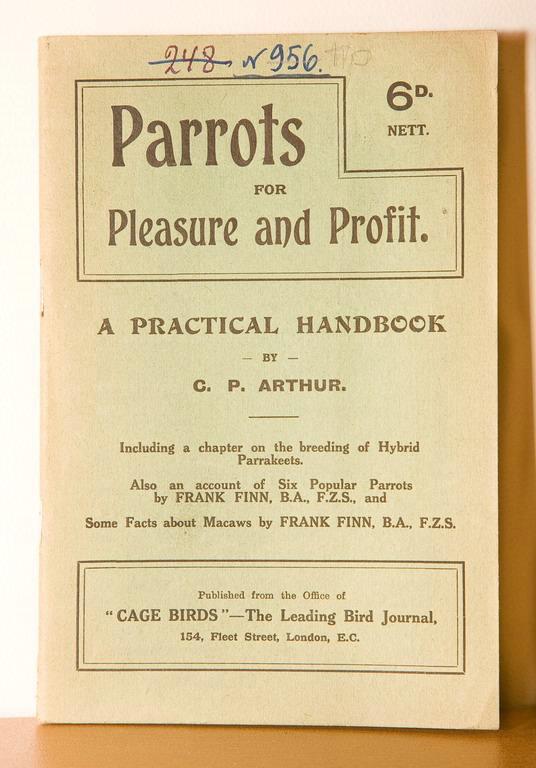 248 N 956.
6D.
NETT.
Parrots
FOR
Pleasure and Profit.
A PRACTICAL HANDBOOK
— BY —
C. P. ARTHUR.
Including a chapter on the breeding of Hybrid
Parrakeets.
Also an account of Six Popular Parrots
by FRANK FINN, B.A., F.Z.S., and
Some Facts about Macaws by FRANK FINN, B.A., F.Z.S.
Published from the Office of
"CAGE BIRDS"—The Leading Bird Journal,
154, Fleet Street, London, E.C.